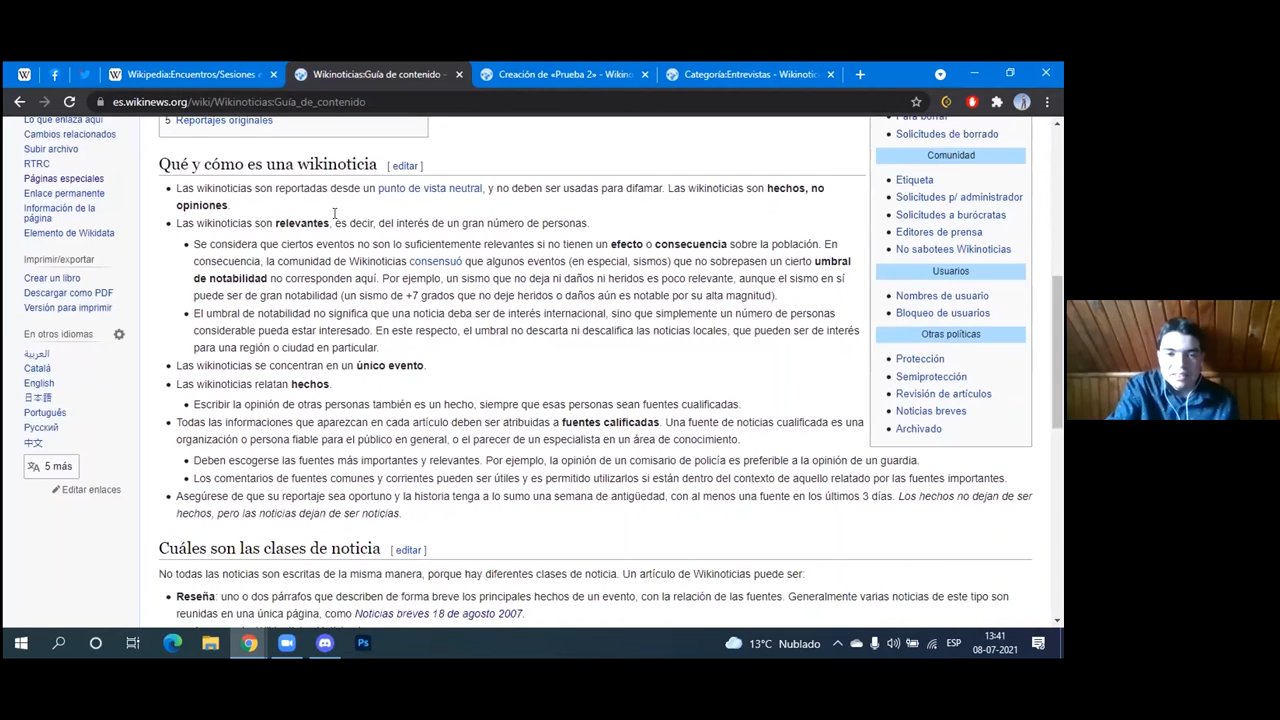 Wikipedia:Encuentros/Sesiones e
Wikinoticias:Guía de contenido -
Creación de «Prueba 2» - Wikino
Categoría:Entrevistas - Wikinotic
es.wikinews.org/wiki/Wikinoticias:Guía_de_contenido
Lo que enlaza aquí
Cambios relacionados
Subir archivo
RTRC
Páginas especiales
Enlace permanente
Información de la
página
Elemento de Wikidata
Imprimir/exportar
Crear un libro
Descargar como PDF
Versión para imprimir
En otros idiomas
العربية
Català
English
日本語
Português
Русский
中文
5 más
Editar enlaces
5 Reportajes originales
Qué y cómo es una wikinoticia [ editar ]
Las wikinoticias son reportadas desde un punto de vista neutral, y no deben ser usadas para difamar. Las wikinoticias son hechos, no
opiniones.
Las wikinoticias son relevantes, es decir, del interés de un gran número de personas.
Se considera que ciertos eventos no son lo suficientemente relevantes si no tienen un efecto o consecuencia sobre la población. En
consecuencia, la comunidad de Wikinoticias consensuó que algunos eventos (en especial, sismos) que no sobrepasen un cierto umbral
de notabilidad no corresponden aquí. Por ejemplo, un sismo que no deja ni daños ni heridos es poco relevante, aunque el sismo en sí
puede ser de gran notabilidad (un sismo de +7 grados que no deje heridos o daños aún es notable por su alta magnitud).
El umbral de notabilidad no significa que una noticia deba ser de interés internacional, sino que simplemente un número de personas
considerable pueda estar interesado. En este respecto, el umbral no descarta ni descalifica las noticias locales, que pueden ser de interés
para una región o ciudad en particular.
Las wikinoticias se concentran en un único evento.
Las wikinoticias relatan hechos.
Escribir la opinión de otras personas también es un hecho, siempre que esas personas sean fuentes cualificadas.
Todas las informaciones que aparezcan en cada artículo deben ser atribuidas a fuentes calificadas. Una fuente de noticias cualificada es una
organización o persona fiable para el público en general, o el parecer de un especialista en un área de conocimiento.
Deben escogerse las fuentes más importantes y relevantes. Por ejemplo, la opinión de un comisario de policía es preferible a la opinión de un guardia.
Los comentarios de fuentes comunes y corrientes pueden ser útiles y es permitido utilizarlos si están dentro del contexto de aquello relatado por las fuentes importantes.
Asegúrese de que su reportaje sea oportuno y la historia tenga a lo sumo una semana de antigüedad, con al menos una fuente en los últimos 3 días. Los hechos no dejan de ser
hechos, pero las noticias dejan de ser noticias.
Cuáles son las clases de noticia [ editar ]
No todas las noticias son escritas de la misma manera, porque hay diferentes clases de noticia. Un artículo de Wikinoticias puede ser:
Reseña: uno o dos párrafos que describen de forma breve los principales hechos de un evento, con la relación de las fuentes. Generalmente varias noticias de este tipo son
reunidas en una única página, como Noticias breves 18 de agosto 2007.
Para borrar
Solicitudes de borrado
Comunidad
Etiqueta
Solicitudes p/ administrador
Solicitudes a burócratas
Editores de prensa
No sabotees Wikinoticias
Usuarios
Nombres de usuario
Bloqueo de usuarios
Otras políticas
Protección
Semiprotección
Revisión de artículos
Noticias breves
Archivado
Ps
13°C Nublado
ESP
13:41
08-07-2021